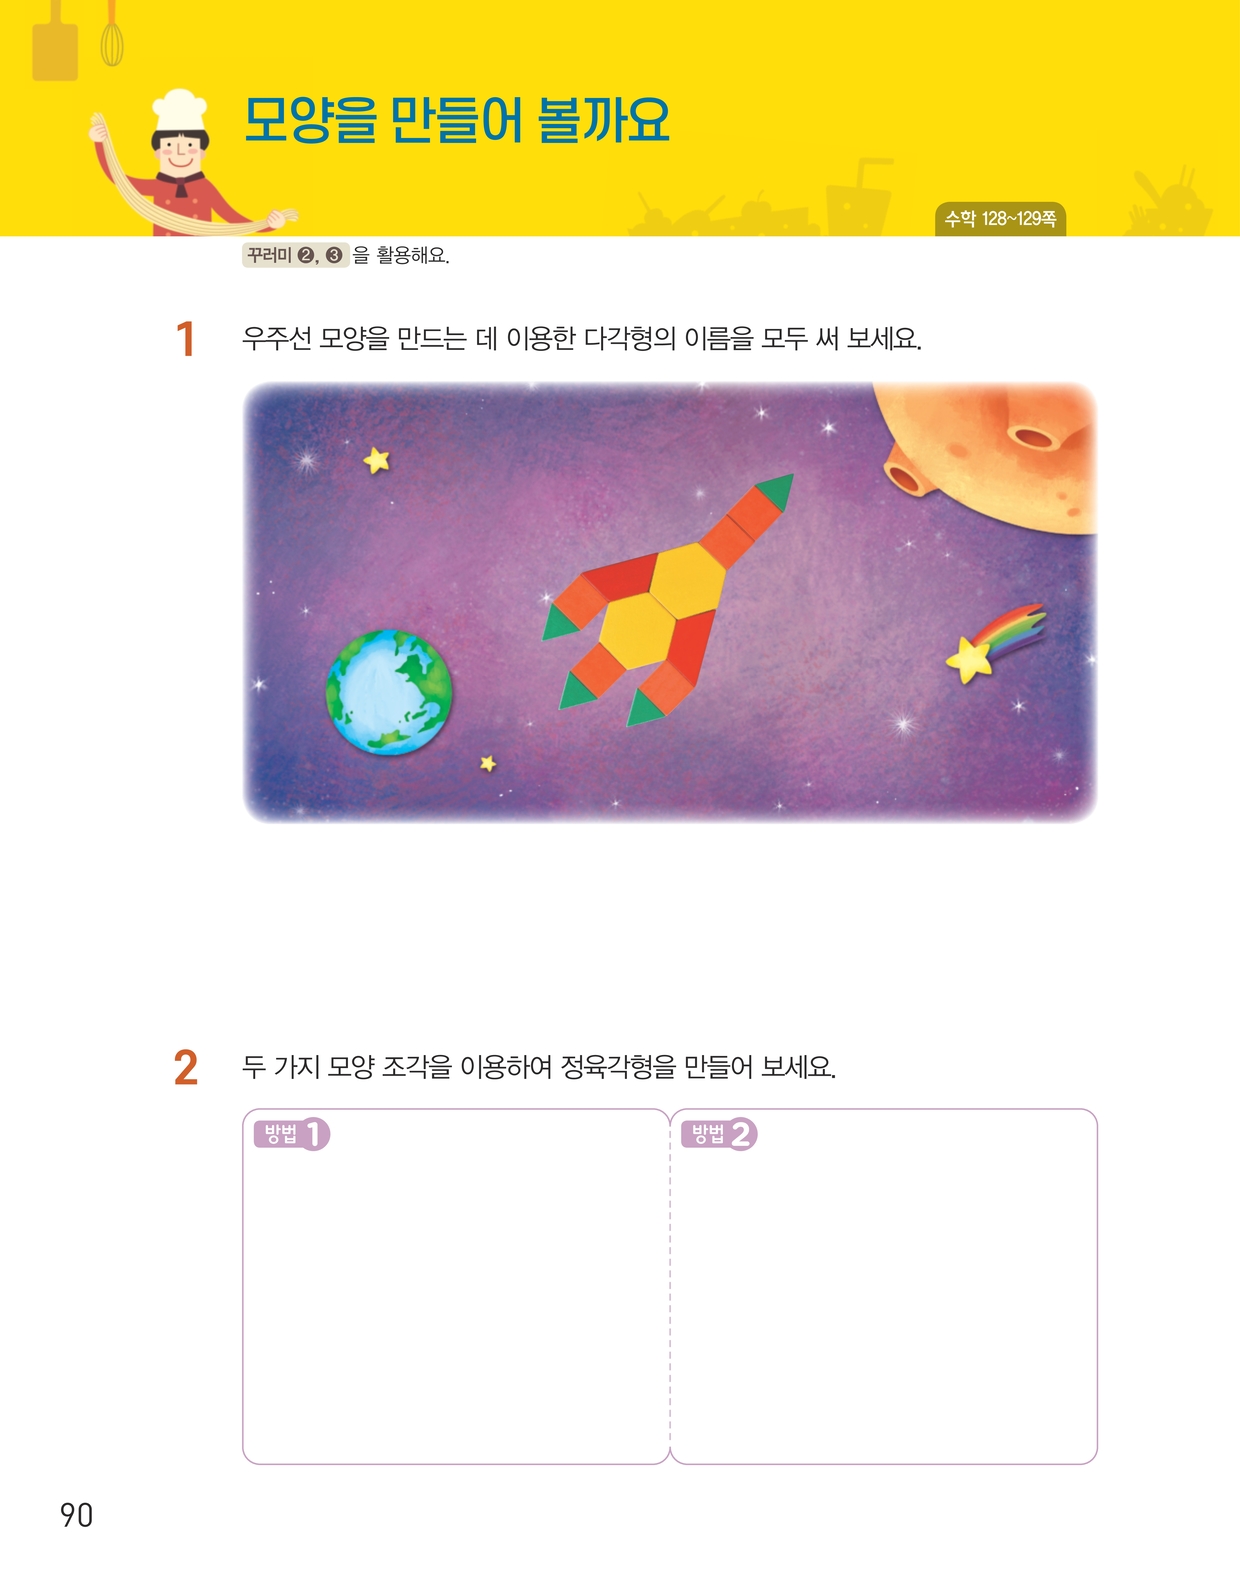 모양을 만들어 볼까요
수학 128~129쪽
꾸러미 ❷, ❸ 을 활용해요.
1 우주선 모양을 만드는 데 이용한 다각형의 이름을 모두 써 보세요.
2 두 가지 모양 조각을 이용하여 정육각형을 만들어 보세요.
방법 1
방법 2
90